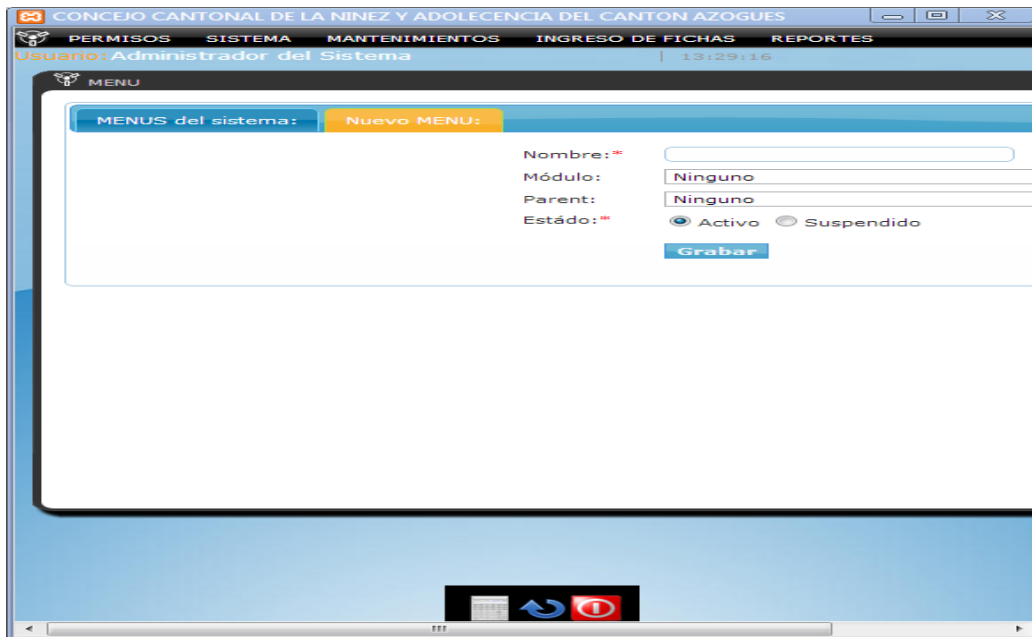 CONCEJO CANTONAL DE LA NINEZ Y ADOLECENCIA DEL CANTON AZOGUES
PERMISOS SISTEMA MANTENIMIENTOS INGRESO DE FICHAS REPORTES
Usuario: Administrador del Sistema | 13:29:16
MENU
MENUS del sistema: Nuevo MENU:
Nombre:*
Módulo: Ninguno
Parent: Ninguno
Estádo:* Activo Suspendido
Grabar